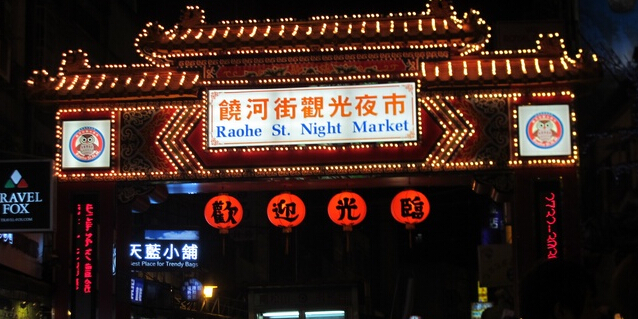 饒河街觀光夜市
Raohe St. Night Market
歡迎光臨
TRAVEL
FOX
天藍小舖
Best Place for Trendy Bags